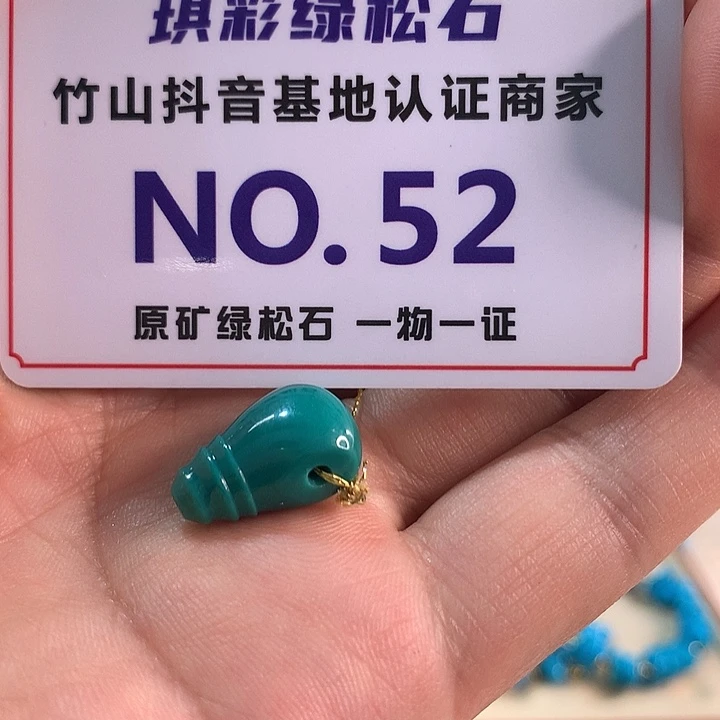 琪彩绿松石
竹山抖音基地认证商家
NO. 52
原矿绿松石 一物一证